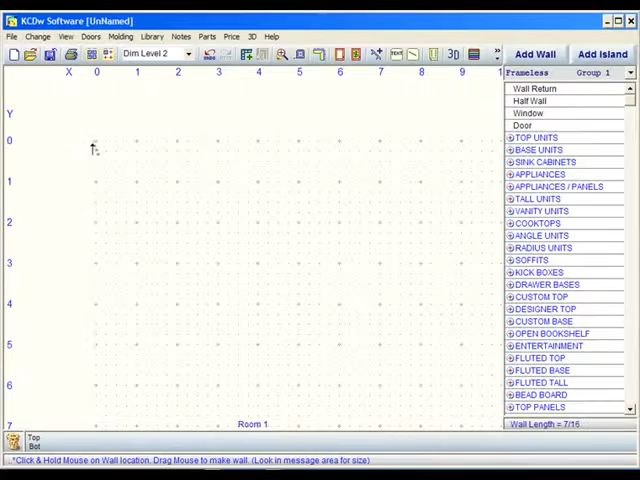 KCDw Software [UnNamed]
File Change View Doors Molding Library Notes Parts Price 3D Help
Dim Level 2 TEXT 3D » Add Wall Add Island
X 0 1 2 3 4 5 6 7 8 9 1
Frameless Group 1
Y
0
1
2
3
4
5
6
7
Wall Return
Half Wall
Window
Door
TOP UNITS
BASE UNITS
SINK CABINETS
APPLIANCES
APPLIANCES / PANELS
TALL UNITS
VANITY UNITS
COOKTOPS
ANGLE UNITS
RADIUS UNITS
SOFFITS
KICK BOXES
DRAWER BASES
CUSTOM TOP
DESIGNER TOP
CUSTOM BASE
OPEN BOOKSHELF
ENTERTAINMENT
FLUTED TOP
FLUTED BASE
FLUTED TALL
BEAD BOARD
TOP PANELS
Room 1
Wall Length = 7/16
Top
Bot
..*Click & Hold Mouse on Wall location. Drag Mouse to make wall. (Look in message area for size)